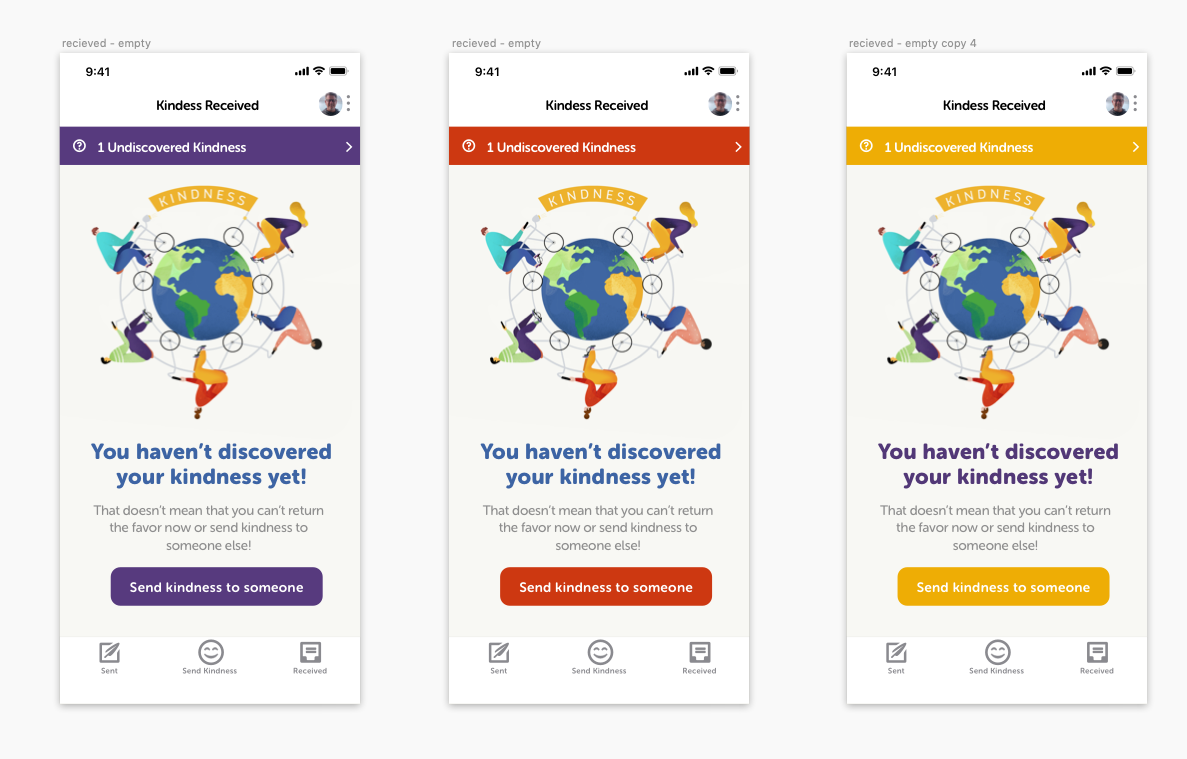 recieved - empty
9:41
Kindess Received
1 Undiscovered Kindness
KINDNESS
You haven't discovered
your kindness yet!
That doesn't mean that you can't return
the favor now or send kindness to
someone else!
Send kindness to someone
Sent
Send Kindness
Received
recieved - empty
9:41
Kindess Received
1 Undiscovered Kindness
KINDNESS
You haven't discovered
your kindness yet!
That doesn't mean that you can't return
the favor now or send kindness to
someone else!
Send kindness to someone
Sent
Send Kindness
Received
recieved - empty copy 4
9:41
Kindess Received
1 Undiscovered Kindness
KINDNESS
You haven't discovered
your kindness yet!
That doesn't mean that you can't return
the favor now or send kindness to
someone else!
Send kindness to someone
Sent
Send Kindness
Received